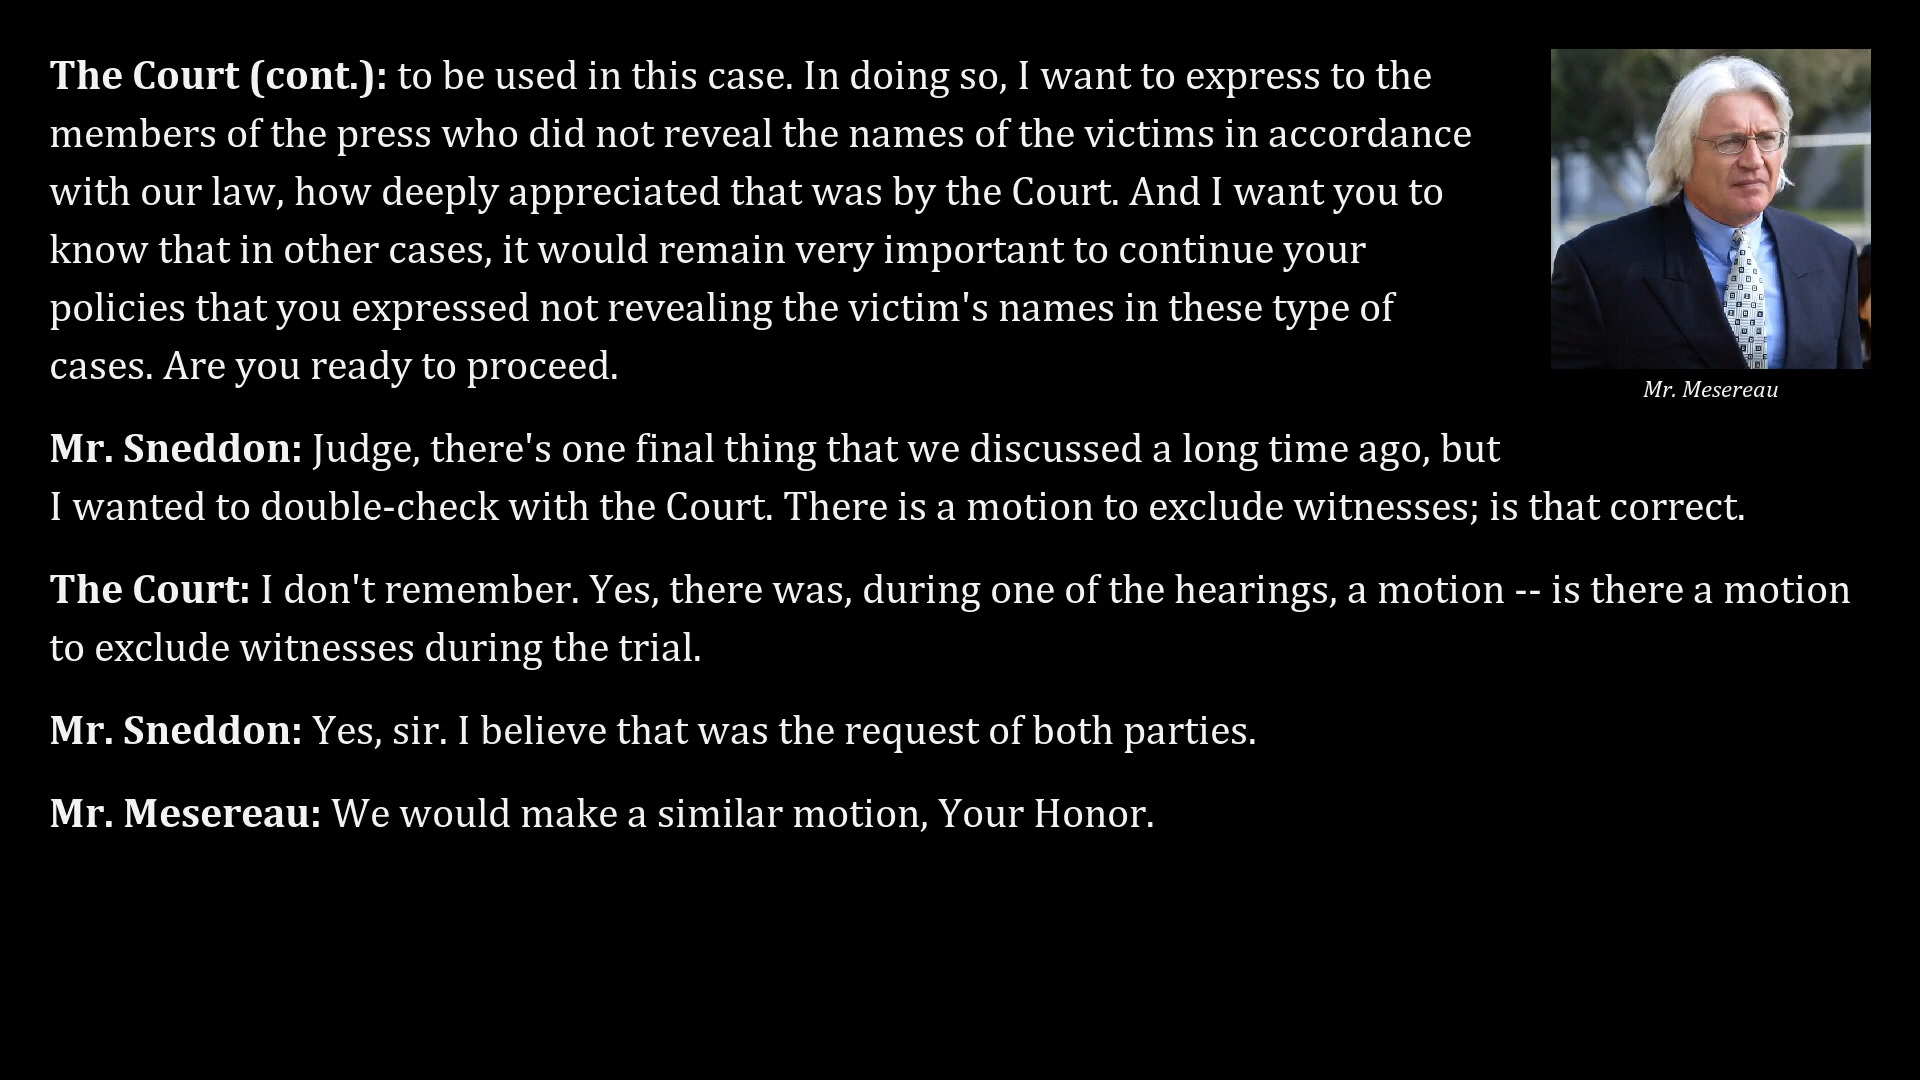 The Court (cont.): to be used in this case. In doing so, I want to express to the
members of the press who did not reveal the names of the victims in accordance
with our law, how deeply appreciated that was by the Court. And I want you to
know that in other cases, it would remain very important to continue your
policies that you expressed not revealing the victim's names in these type of
cases. Are you ready to proceed.
Mr. Mesereau
Mr. Sneddon: Judge, there's one final thing that we discussed a long time ago, but
I wanted to double-check with the Court. There is a motion to exclude witnesses; is that correct.
The Court: I don't remember. Yes, there was, during one of the hearings, a motion -- is there a motion
to exclude witnesses during the trial.
Mr. Sneddon: Yes, sir. I believe that was the request of both parties.
Mr. Mesereau: We would make a similar motion, Your Honor.